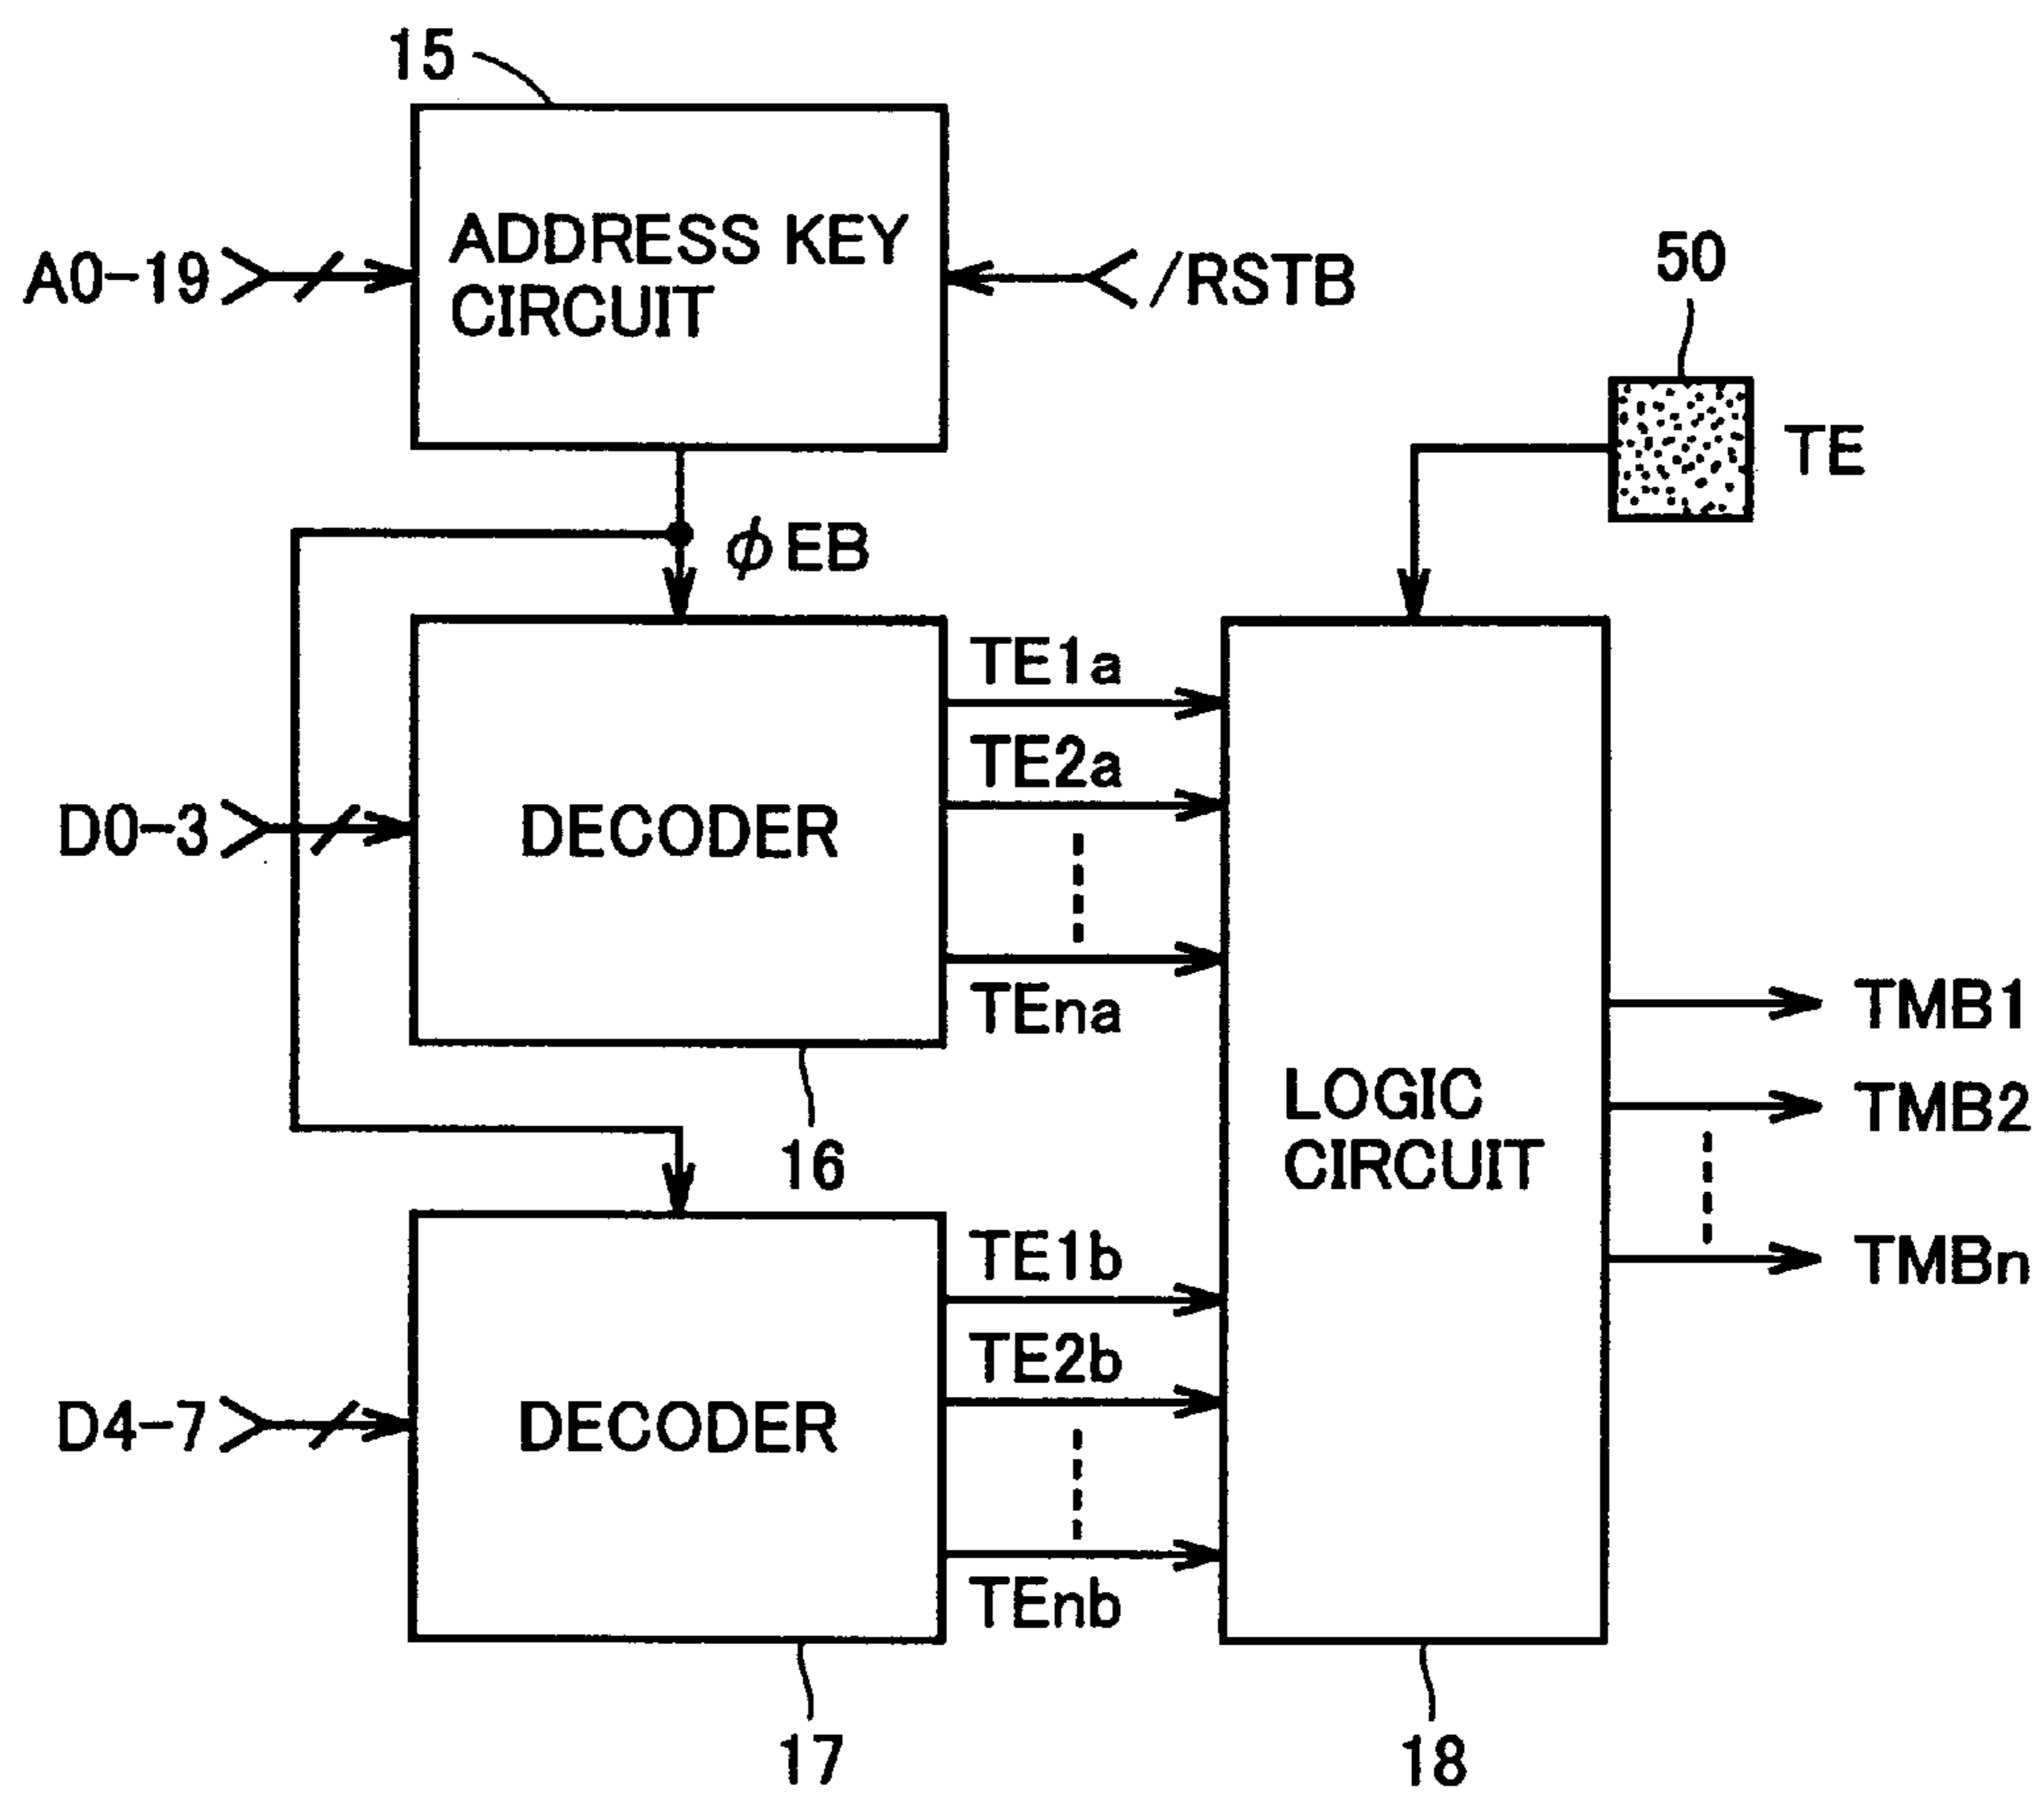 15
ADDRESS KEY
CIRCUIT
A0-19
/RSTB
50
TE
φEB
TE1a
TE2a
D0-3
DECODER
TEna
16
TMB1
LOGIC
CIRCUIT
TMB2
TMBn
TE1b
TE2b
D4-7
DECODER
TEnb
17
18